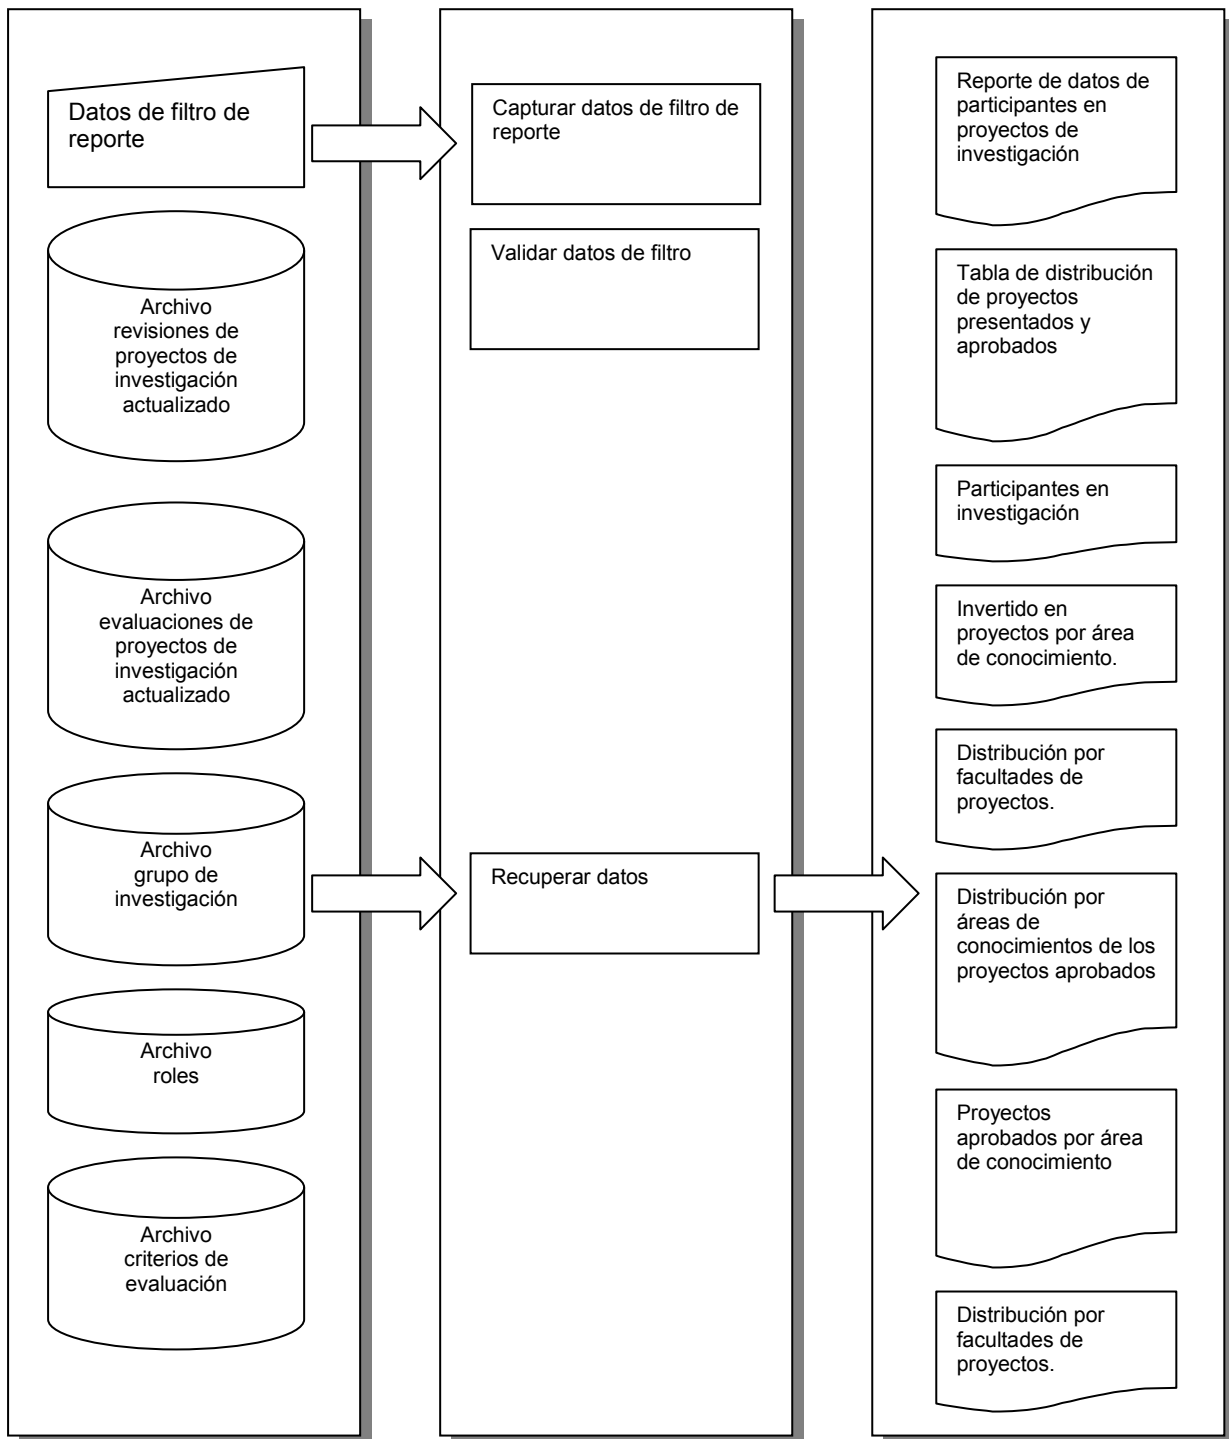 Datos de filtro de
reporte
Archivo
revisiones de
proyectos de
investigación
actualizado
Archivo
evaluaciones de
proyectos de
investigación
actualizado
Archivo
grupo de
investigación
Archivo
roles
Archivo
criterios de
evaluación
Capturar datos de filtro de
reporte
Validar datos de filtro
Recuperar datos
Reporte de datos de
participantes en
proyectos de
investigación
Tabla de distribución
de proyectos
presentados y
aprobados
Participantes en
investigación
Invertido en
proyectos por área
de conocimiento.
Distribución por
facultades de
proyectos.
Distribución por
áreas de
conocimientos de los
proyectos aprobados
Proyectos
aprobados por área
de conocimiento
Distribución por
facultades de
proyectos.